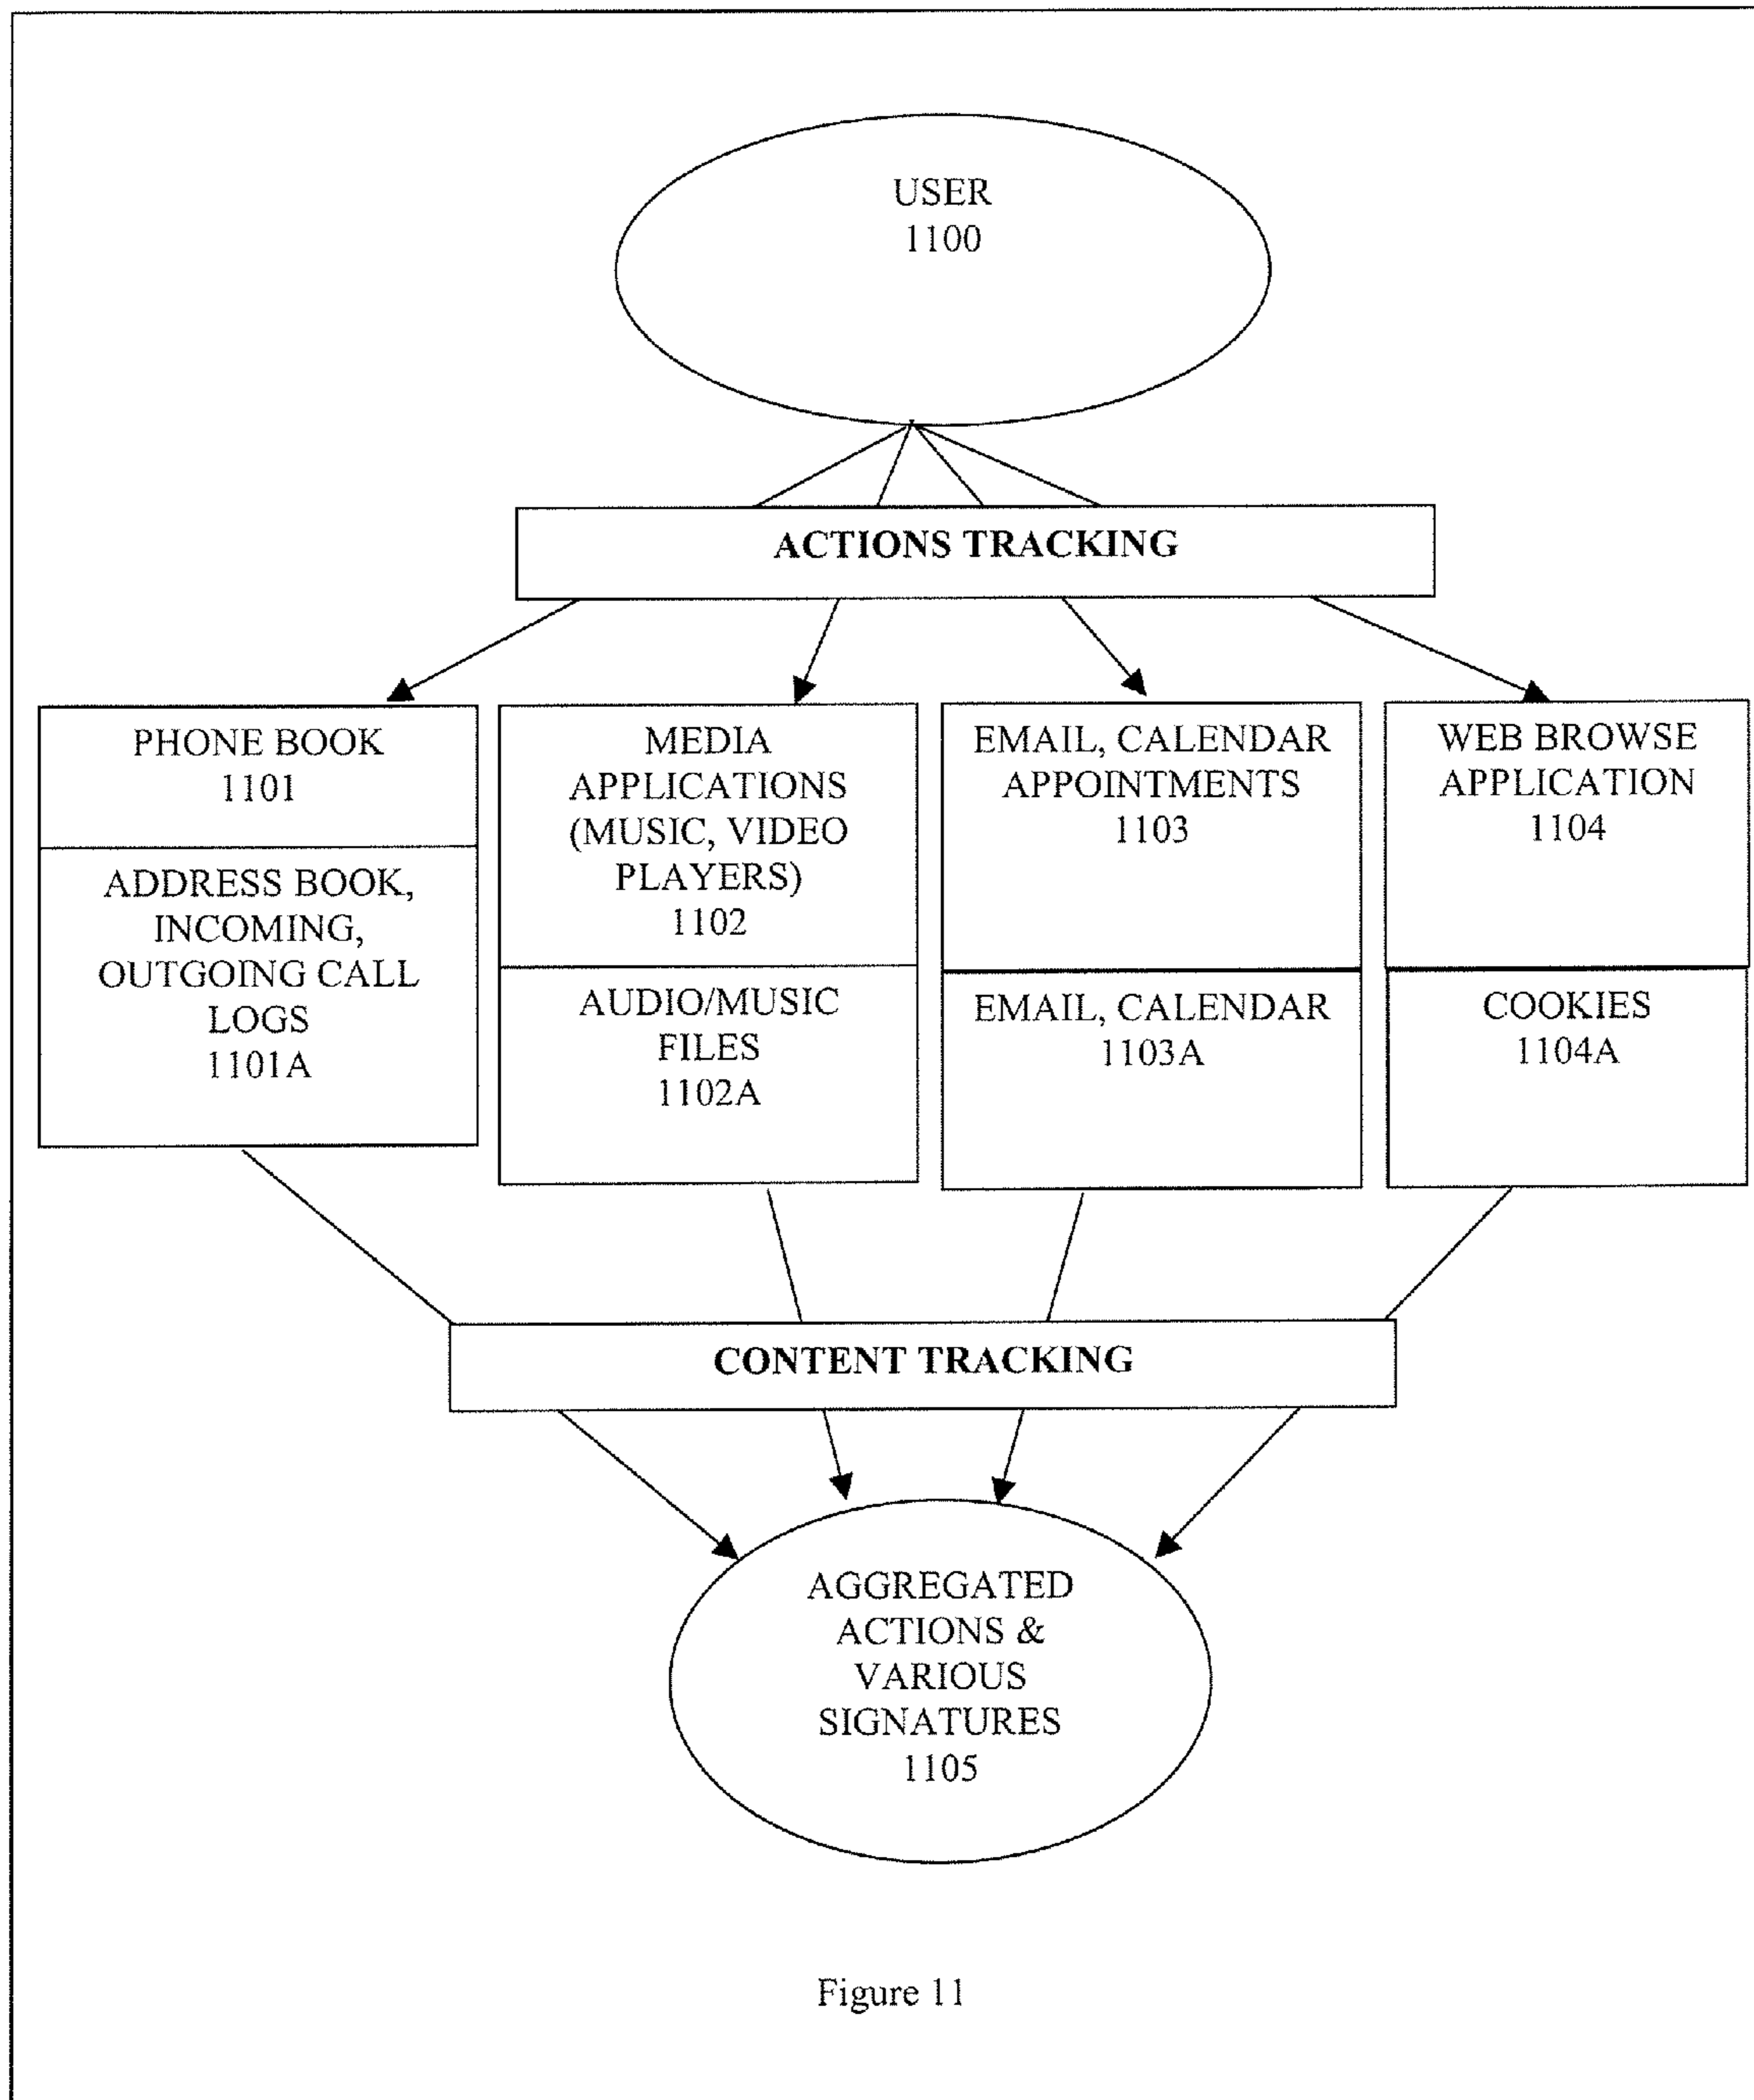 USER
1100
ACTIONS TRACKING
PHONE BOOK
1101
ADDRESS BOOK,
INCOMING,
OUTGOING CALL
LOGS
1101A
MEDIA
APPLICATIONS
(MUSIC, VIDEO
PLAYERS)
1102
AUDIO/MUSIC
FILES
1102A
EMAIL, CALENDAR
APPOINTMENTS
1103
EMAIL, CALENDAR
1103A
WEB BROWSE
APPLICATION
1104
COOKIES
1104A
CONTENT TRACKING
AGGREGATED
ACTIONS &
VARIOUS
SIGNATURES
1105
Figure 11